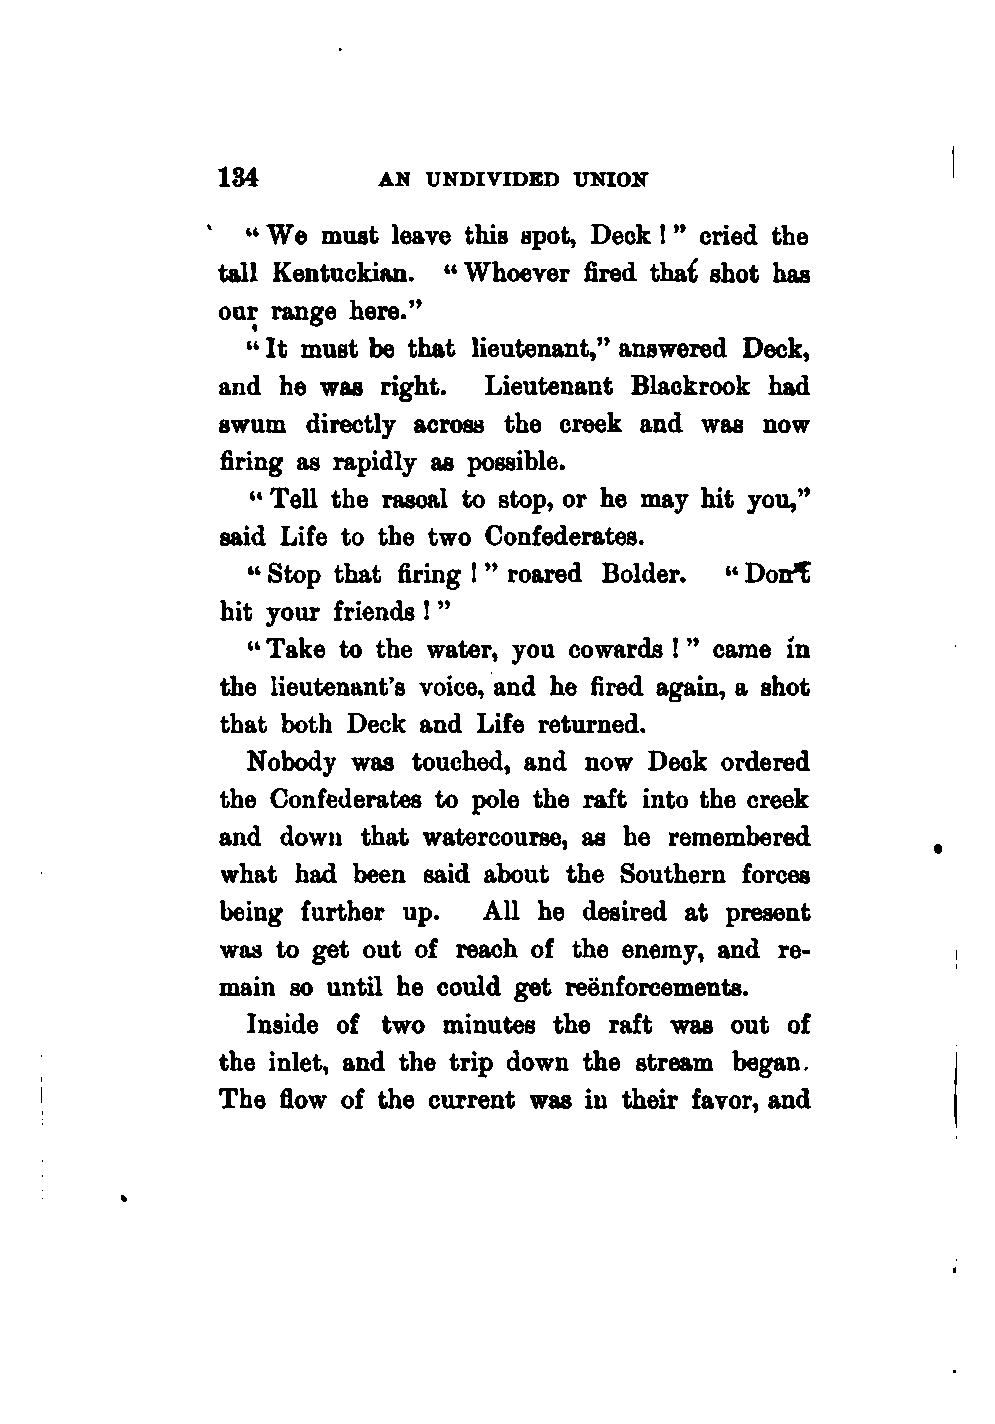 134 AN UNDIVIDED UNION
“We must leave this spot, Deck!” cried the
tall Kentuckian. “Whoever fired that shot has
our range here.”
“It must be that lieutenant,” answered Deck,
and he was right. Lieutenant Blackrook had
swum directly across the creek and was now
firing as rapidly as possible.
“Tell the rascal to stop, or he may hit you,”
said Life to the two Confederates.
“Stop that firing!” roared Bolder. “Don't
hit your friends!”
“Take to the water, you cowards!” came in
the lieutenant's voice, and he fired again, a shot
that both Deck and Life returned.
Nobody was touched, and now Deck ordered
the Confederates to pole the raft into the creek
and down that watercourse, as he remembered
what had been said about the Southern forces
being further up. All he desired at present
was to get out of reach of the enemy, and re-
main so until he could get reënforcements.
Inside of two minutes the raft was out of
the inlet, and the trip down the stream began.
The flow of the current was in their favor, and